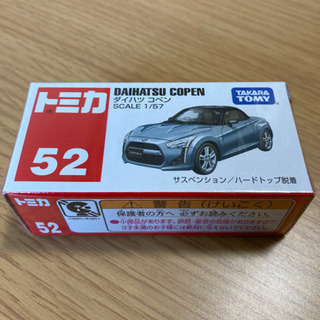 トミカ
DAIHATSU COPEN
ダイハツ コペン
SCALE 1/57
TAKARA TOMY
52
サスペンション/ハードトップ脱着
トミカ
52
警告(けいこく)
保護者の方へ 必ずお読みください。